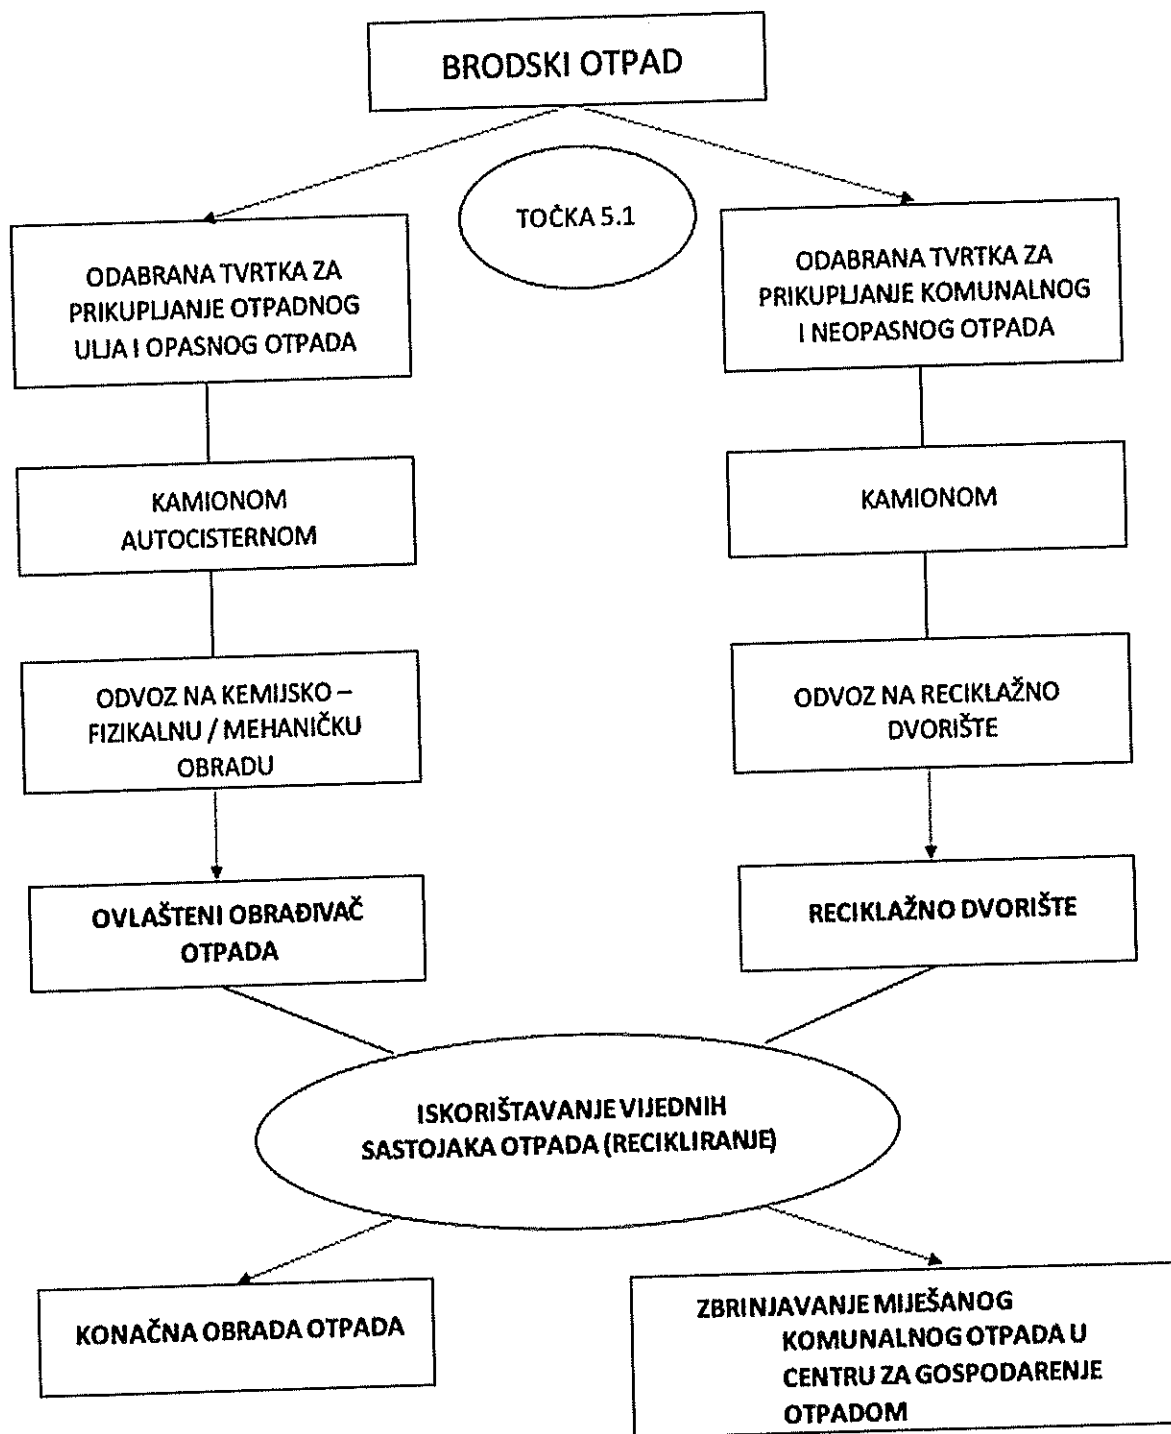 BRODSKI OTPAD
TOČKA 5.1
ODABRANA TVRTKA ZA
PRIKUPLJANJE OTPADNOG
ULJA I OPASNOG OTPADA
ODABRANA TVRTKA ZA
PRIKUPLJANJE KOMUNALNOG
I NEOPASNOG OTPADA
KAMIONOM
AUTOCISTERNOM
KAMIONOM
ODVOZ NA KEMIJSKO –
FIZIKALNU / MEHANIČKU
OBRADU
ODVOZ NA RECIKLAŽNO
DVORIŠTE
OVLAŠTENI OBRAĐIVAČ
OTPADA
RECIKLAŽNO DVORIŠTE
ISKORIŠTAVANJE VIJEDNIH
SASTOJAKA OTPADA (RECIKLIRANJE)
KONAČNA OBRADA OTPADA
ZBRINJAVANJE MIJEŠANOG
KOMUNALNOG OTPADA U
CENTRU ZA GOSPODARENJE
OTPADOM